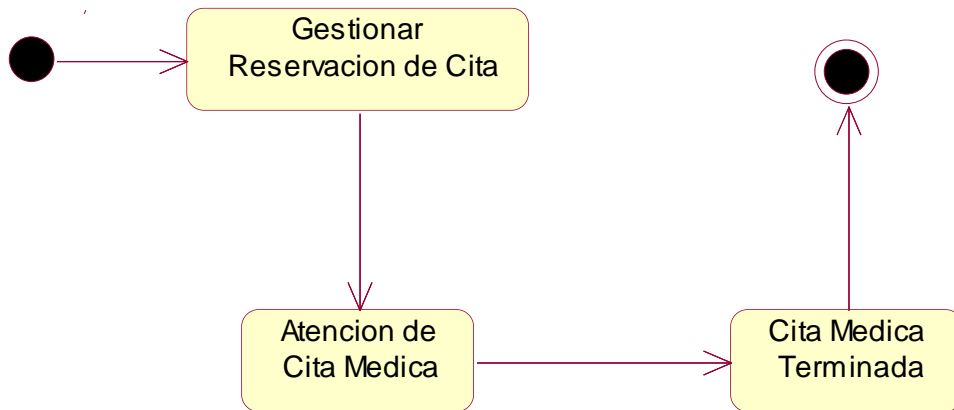 Gestionar
Reservacion de Cita
Atencion de
Cita Medica
Cita Medica
Terminada